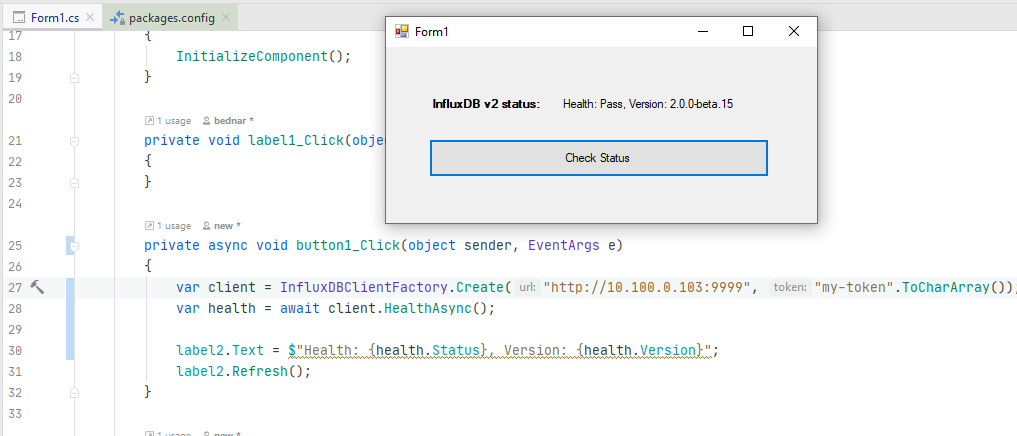 Form1.cs packages.config
17 {
18 InitializeComponent();
19 }
20
1 usage bednar *
21 private void label1_Click(objec
22 {
23 }
24
1 usage new *
25 private async void button1_Click(object sender, EventArgs e)
26 {
27 var client = InfluxDBClientFactory.Create( url: "http://10.100.0.103:9999", token: "my-token".ToCharArray());
28 var health = await client.HealthAsync();
29
30 label2.Text = $"Health: {health.Status}, Version: {health.Version}";
31 label2.Refresh();
32 }
33
1 usage new *
Form1
InfluxDB v2 status: Health: Pass, Version: 2.0.0-beta.15
Check Status